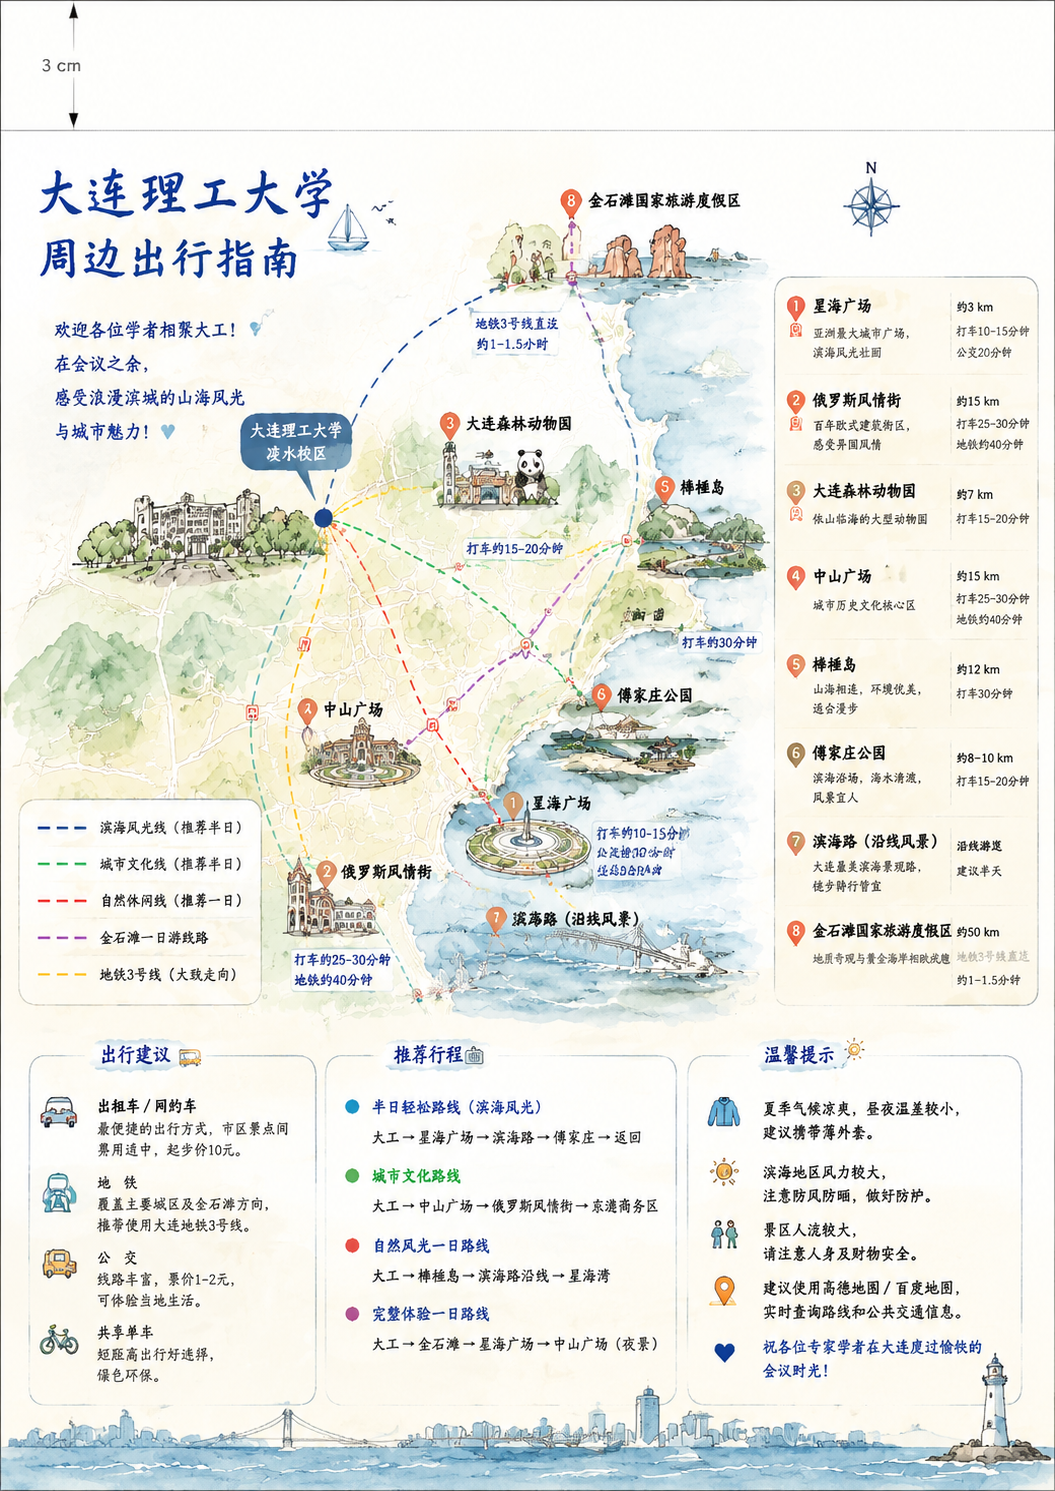 3 cm
大连理工大学
周边出行指南
欢迎各位学者相聚大工！
在会议之余，
感受浪漫滨城的山海风光
与城市魅力！
N
8 金石滩国家旅游度假区
地铁3号线直达
约1-1.5小时
大连理工大学
凌水校区
3 大连森林动物园
5 棒棰岛
打车约15-20分钟
打车约30分钟
6 傅家庄公园
中山广场
1 星海广场
打车约10-15分钟
2 俄罗斯风情街
打车约25-30分钟
地铁约40分钟
7 滨海路（沿线风景）
滨海风光线（推荐半日）
城市文化线（推荐半日）
自然休闲线（推荐一日）
金石滩一日游线路
地铁3号线（大致走向）
1 星海广场 约3 km
亚洲最大城市广场， 打车10-15分钟
滨海风光壮丽 公交20分钟
2 俄罗斯风情街 约15 km
百年欧式建筑街区， 打车约25-30分钟
感受异国风情 地铁约40分钟
3 大连森林动物园 约7 km
依山临海的大型动物园 打车约15-20分钟
4 中山广场 约15 km
城市历史文化核心区 打车约25-30分钟
地铁约40分钟
5 棒棰岛 约12 km
山海相连，环境优美， 打车30分钟
适合漫步
6 傅家庄公园 约8-10 km
滨海浴场，海水清澈， 打车约15-20分钟
风景宜人
7 滨海路（沿线风景） 沿线游览
大连最美滨海景观路， 建议半天
徒步骑行皆宜
8 金石滩国家旅游度假区 约50 km
地质奇观与黄金海岸相映成趣 地铁3号线直达
约1-1.5分钟
出行建议
出租车 / 网约车
最便捷的出行方式，市区景点间
费用适中，起步价10元。
地 铁
覆盖主要城区及金石滩方向，
推荐使用大连地铁3号线。
公 交
线路丰富，票价1-2元，
可体验当地生活。
共享单车
短距离出行好选择，
绿色环保。
推荐行程
半日轻松路线（滨海风光）
大工→星海广场→滨海路→傅家庄→返回
城市文化路线
大工→中山广场→俄罗斯风情街→东港商务区
自然风光一日路线
大工→棒棰岛→滨海路沿线→星海湾
完整体验一日路线
大工→金石滩→星海广场→中山广场（夜景）
温馨提示
夏季气候凉爽，昼夜温差较小，
建议携带薄外套。
滨海地区风力较大，
注意防风防晒，做好防护。
景区人流较大，
请注意人身及财物安全。
建议使用高德地图 / 百度地图，
实时查询路线和公共交通信息。
祝各位专家学者在大连度过愉快的
会议时光！